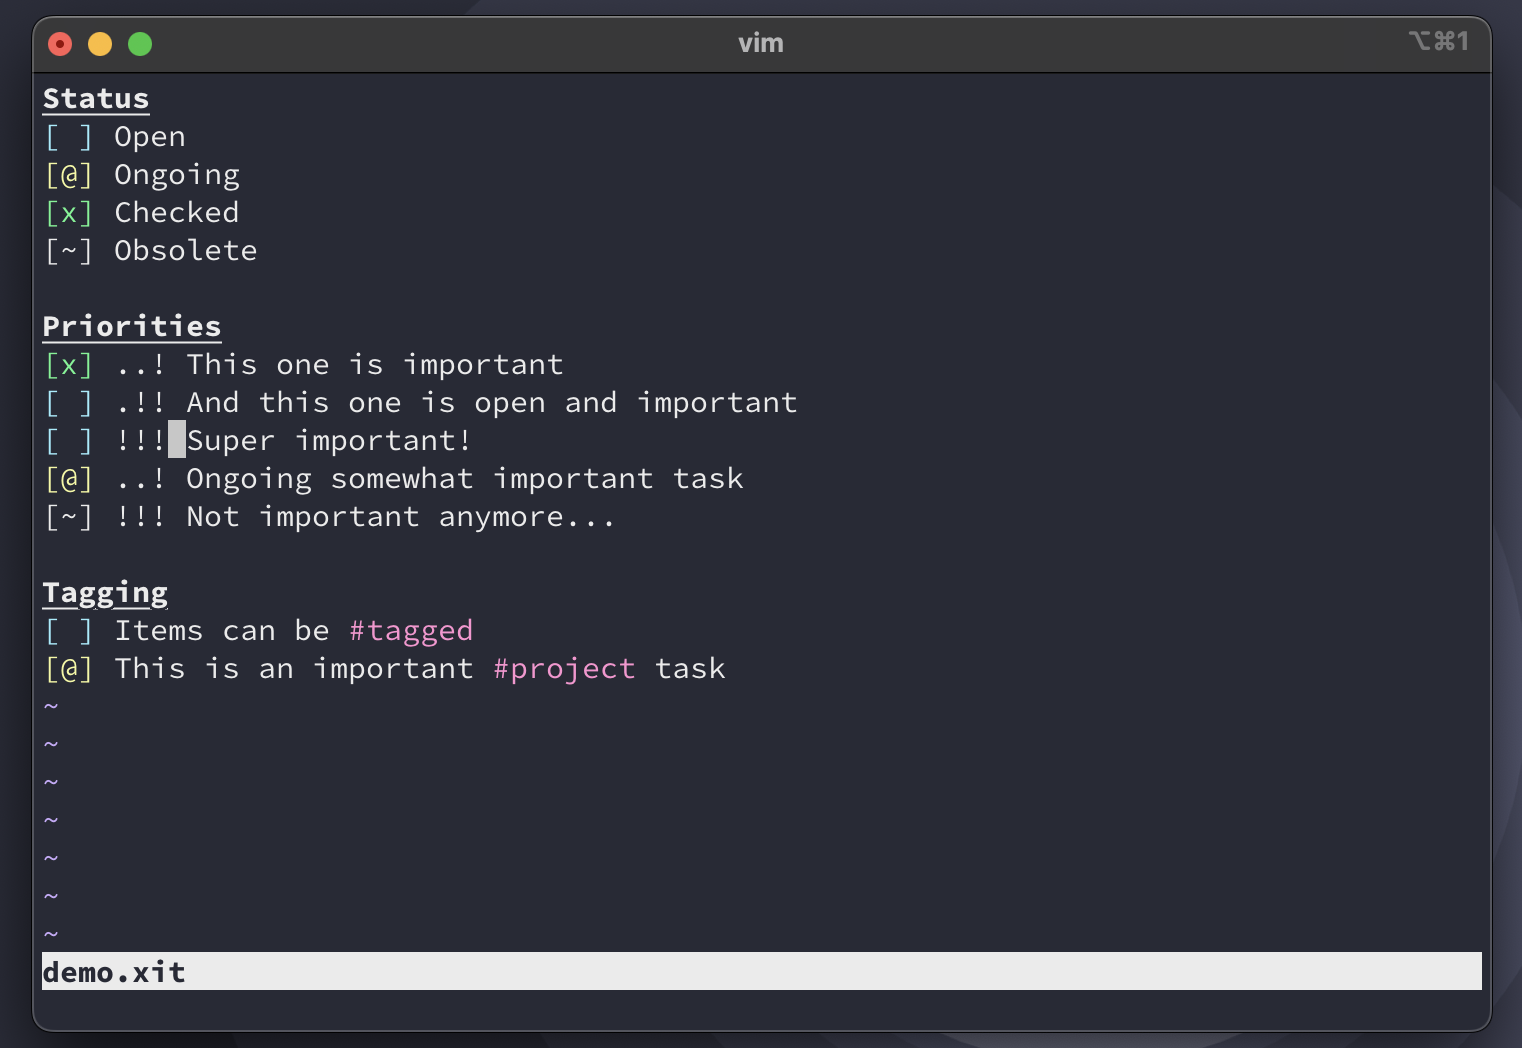 vim
⌥⌘1
Status
[ ] Open
[@] Ongoing
[x] Checked
[~] Obsolete
Priorities
[x] ..! This one is important
[ ] .!! And this one is open and important
[ ] !!! Super important!
[@] ..! Ongoing somewhat important task
[~] !!! Not important anymore...
Tagging
[ ] Items can be #tagged
[@] This is an important #project task
~
~
~
~
~
~
~
demo.xit